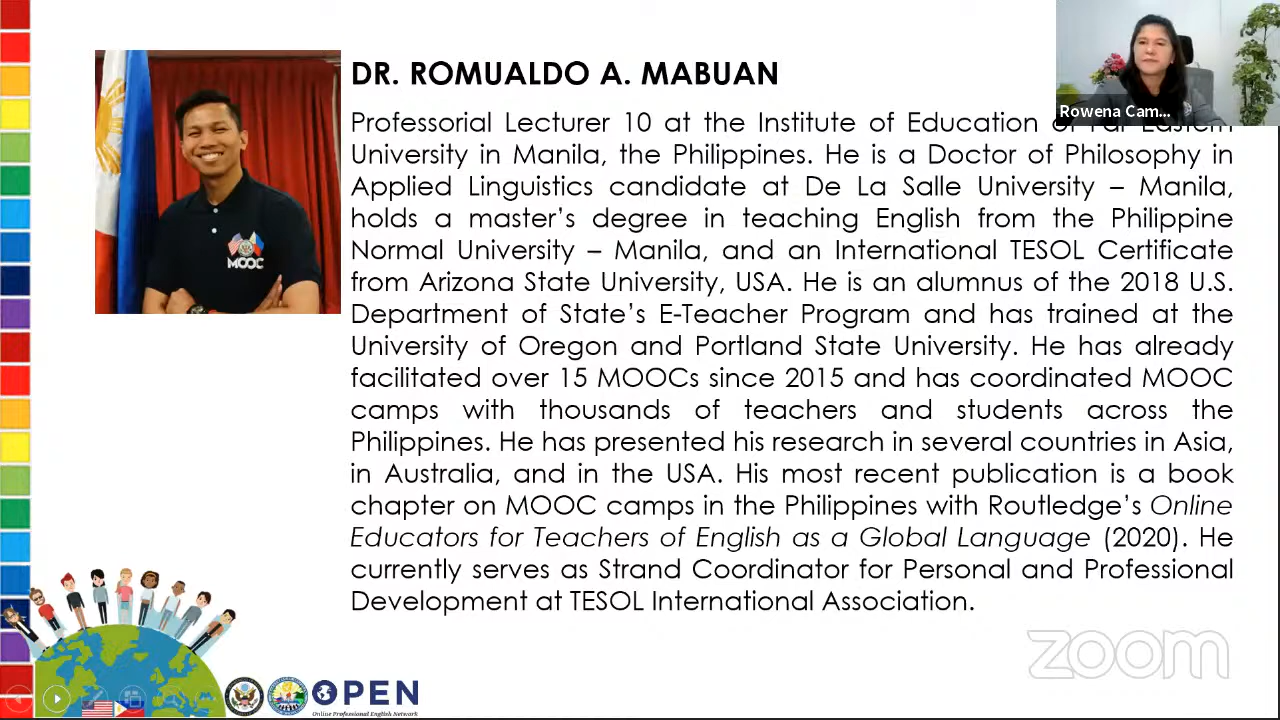 DR. ROMUALDO A. MABUAN
Rowena Cam...
Professorial Lecturer 10 at the Institute of Education of Far Eastern
University in Manila, the Philippines. He is a Doctor of Philosophy in
Applied Linguistics candidate at De La Salle University – Manila,
holds a master's degree in teaching English from the Philippine
Normal University – Manila, and an International TESOL Certificate
from Arizona State University, USA. He is an alumnus of the 2018 U.S.
Department of State's E-Teacher Program and has trained at the
University of Oregon and Portland State University. He has already
facilitated over 15 MOOCs since 2015 and has coordinated MOOC
camps with thousands of teachers and students across the
Philippines. He has presented his research in several countries in Asia,
in Australia, and in the USA. His most recent publication is a book
chapter on MOOC camps in the Philippines with Routledge's Online
Educators for Teachers of English as a Global Language (2020). He
currently serves as Strand Coordinator for Personal and Professional
Development at TESOL International Association.
MOOC
zoom
OPEN
Online Professional English Network